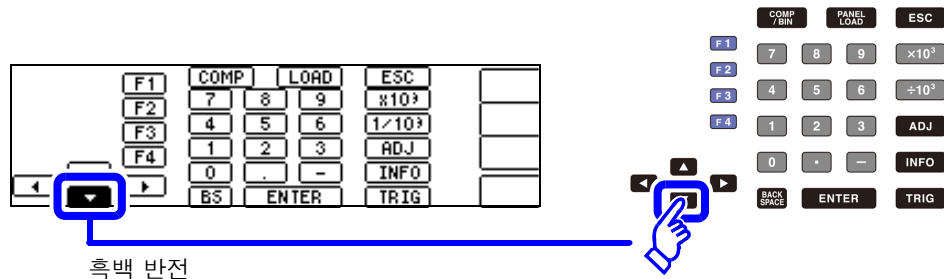 COMP /BIN PANEL LOAD ESC
F1 7 8 9 ×10³
F2
F3 4 5 6 ÷10³
F4 1 2 3 ADJ
0 . − INFO
BACK SPACE ENTER TRIG
F1 COMP LOAD ESC
F2 7 8 9 x10³
F3 4 5 6 1/10³
F4 1 2 3 ADJ
0 . - INFO
BS ENTER TRIG
흑백 반전